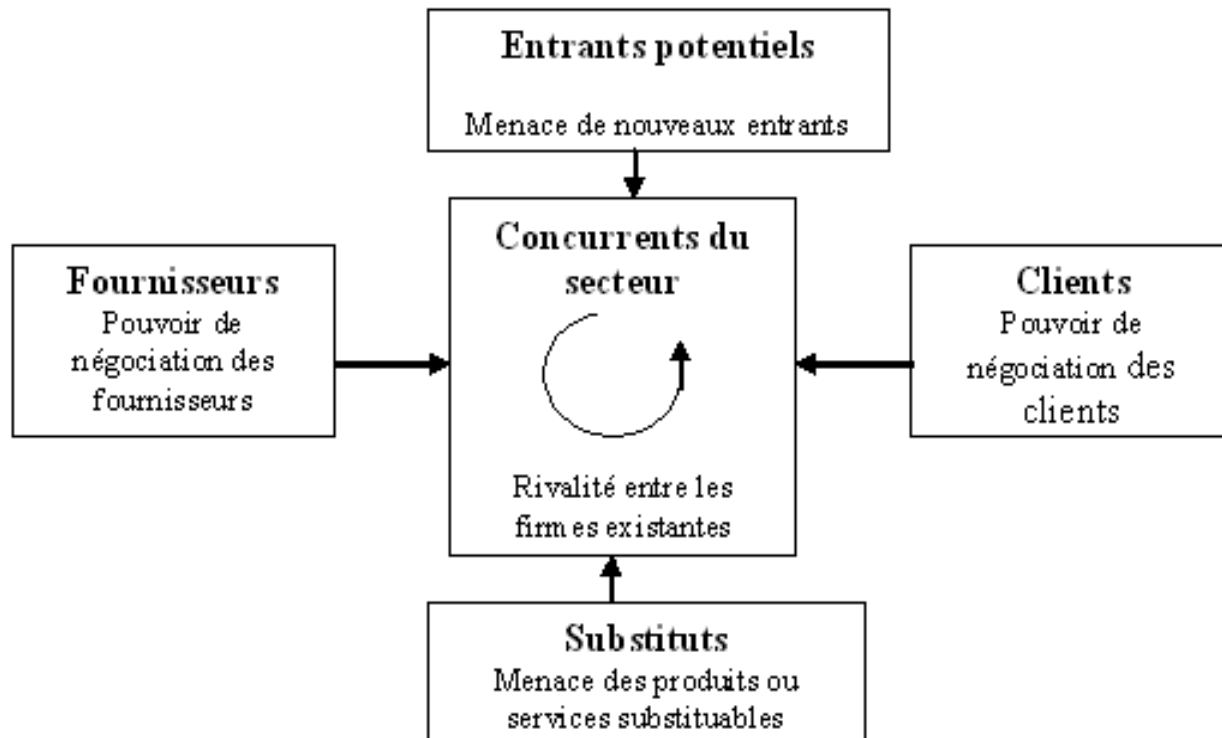 Entrants potentiels
Menace de nouveaux entrants
Concurrents du
secteur
Rivalité entre les
firmes existantes
Fournisseurs
Pouvoir de
négociation des
fournisseurs
Clients
Pouvoir de
négociation des
clients
Substituts
Menace des produits ou
services substituables